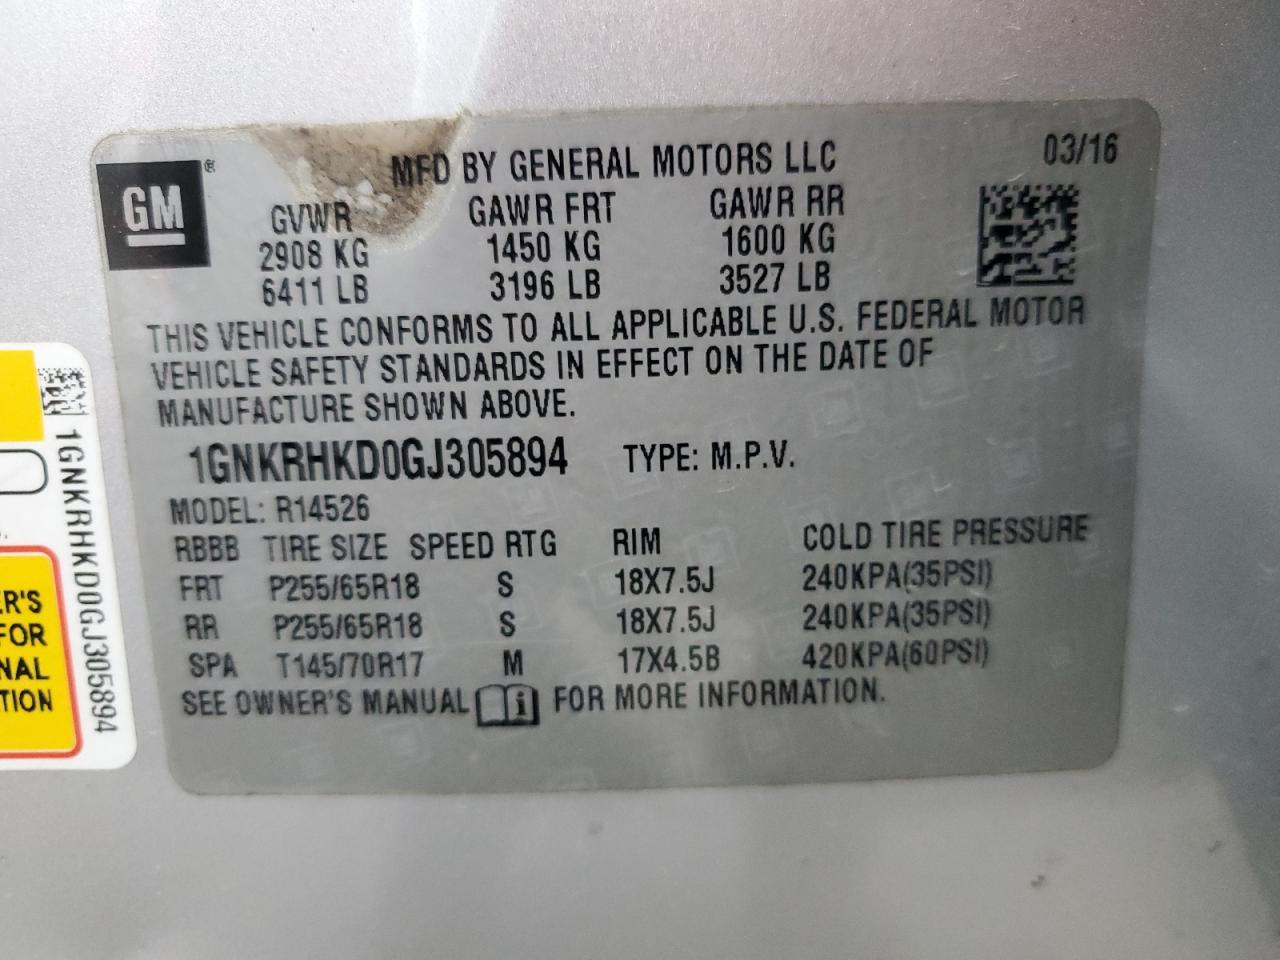 GM®
MFD BY GENERAL MOTORS LLC 03/16
GVWR GAWR FRT GAWR RR
2908 KG 1450 KG 1600 KG
6411 LB 3196 LB 3527 LB
THIS VEHICLE CONFORMS TO ALL APPLICABLE U.S. FEDERAL MOTOR
VEHICLE SAFETY STANDARDS IN EFFECT ON THE DATE OF
MANUFACTURE SHOWN ABOVE.
1GNKRHKD0GJ305894 TYPE: M.P.V.
MODEL: R14526
RBBB TIRE SIZE SPEED RTG RIM COLD TIRE PRESSURE
FRT P255/65R18 S 18X7.5J 240KPA(35PSI)
RR P255/65R18 S 18X7.5J 240KPA(35PSI)
SPA T145/70R17 M 17X4.5B 420KPA(60PSI)
SEE OWNER'S MANUAL i FOR MORE INFORMATION.
1GNKRHKD0GJ305894
ER'S
FOR
NAL
TION